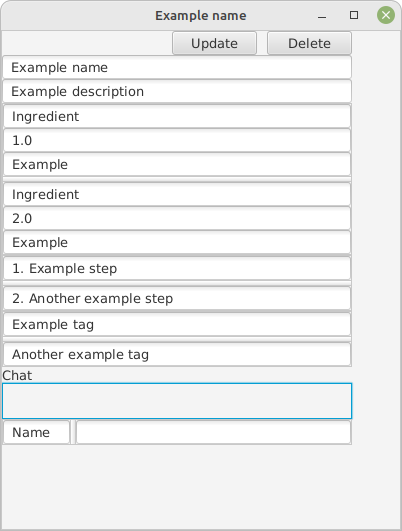 Example name
Update Delete
Example name
Example description
Ingredient
1.0
Example
Ingredient
2.0
Example
1. Example step
2. Another example step
Example tag
Another example tag
Chat
Name